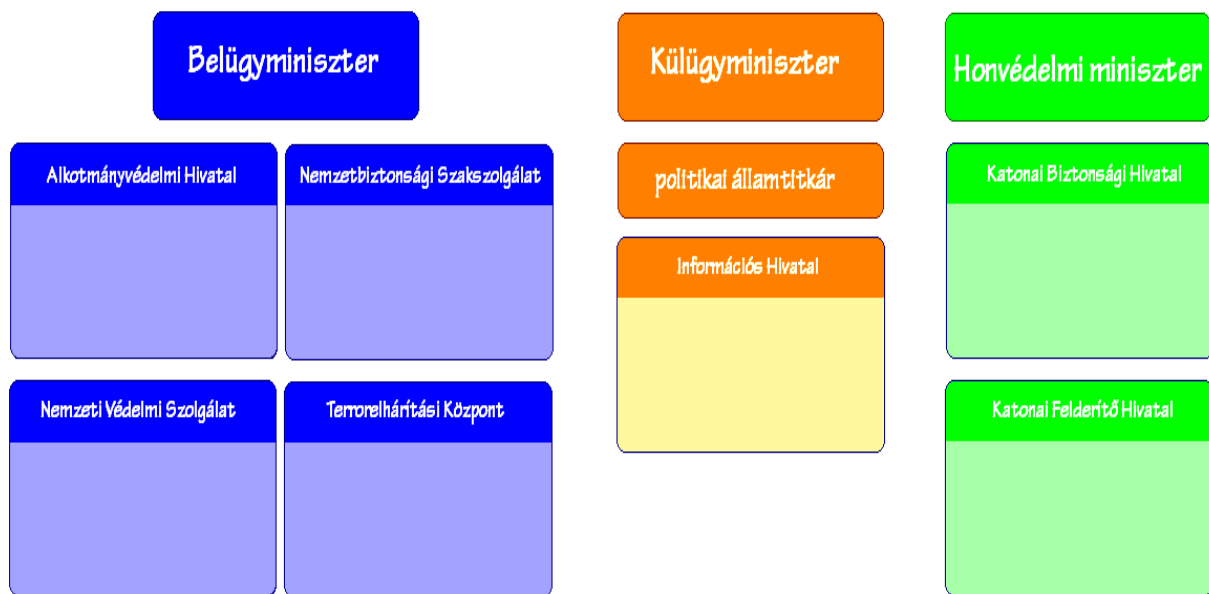 Belügyminiszter
Külügyminiszter
Honvédelmi miniszter
Alkotmányvédelmi Hivatal
Nemzetbiztonsági Szakszolgálat
politikai államtitkár
Katonai Biztonsági Hivatal
Információs Hivatal
Nemzeti Védelmi Szolgálat
Terrorelhárítási Központ
Katonai Felderítő Hivatal